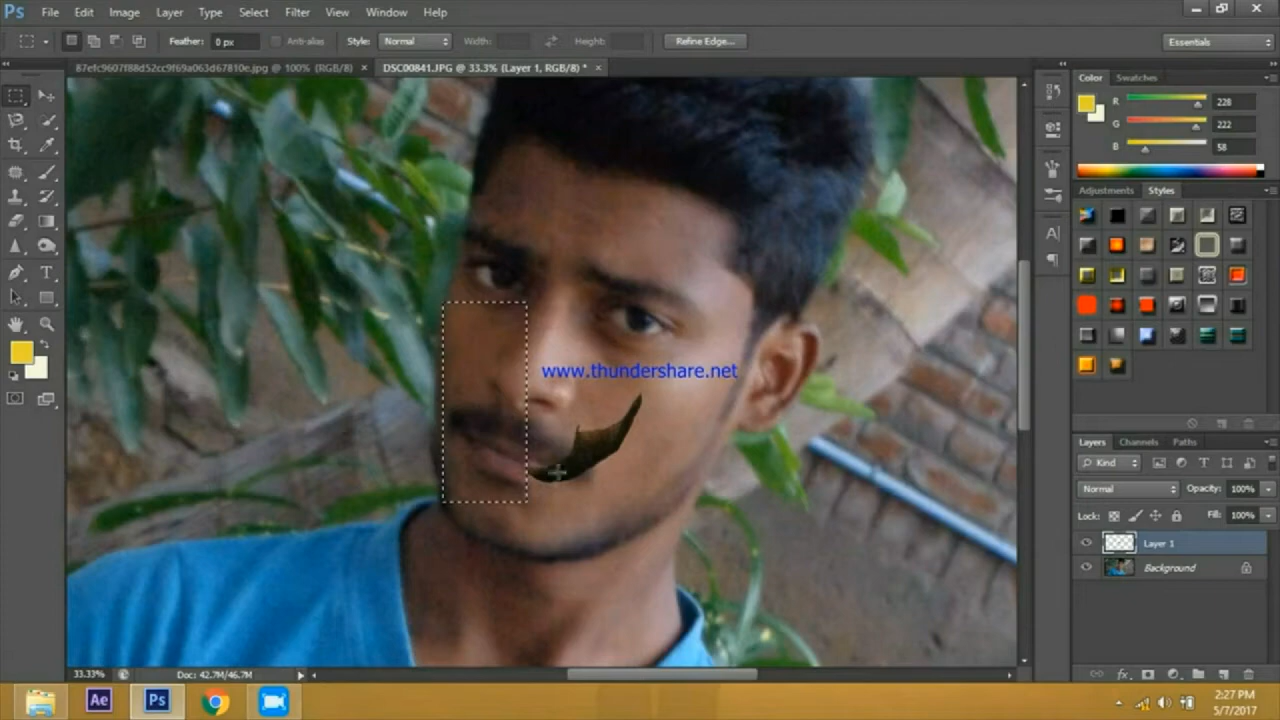 Ps File Edit Image Layer Type Select Filter View Window Help
Feather: 0 px Anti-alias Style: Normal Width: Height: Refine Edge... Essentials
87efc9607f88d52cc9f69a063d67810e.jpg @ 100% (RGB/8) × DSC00841.JPG @ 33.3% (Layer 1, RGB/8) * ×
Color Swatches
R 228
G 222
B 58
Adjustments Styles
www.thundershare.net
Layers Channels Paths
Kind
Normal Opacity: 100%
Lock: Fill: 100%
Layer 1
Background
33.33% Doc: 42.7M/46.7M
Ae Ps
2:27 PM
5/7/2017